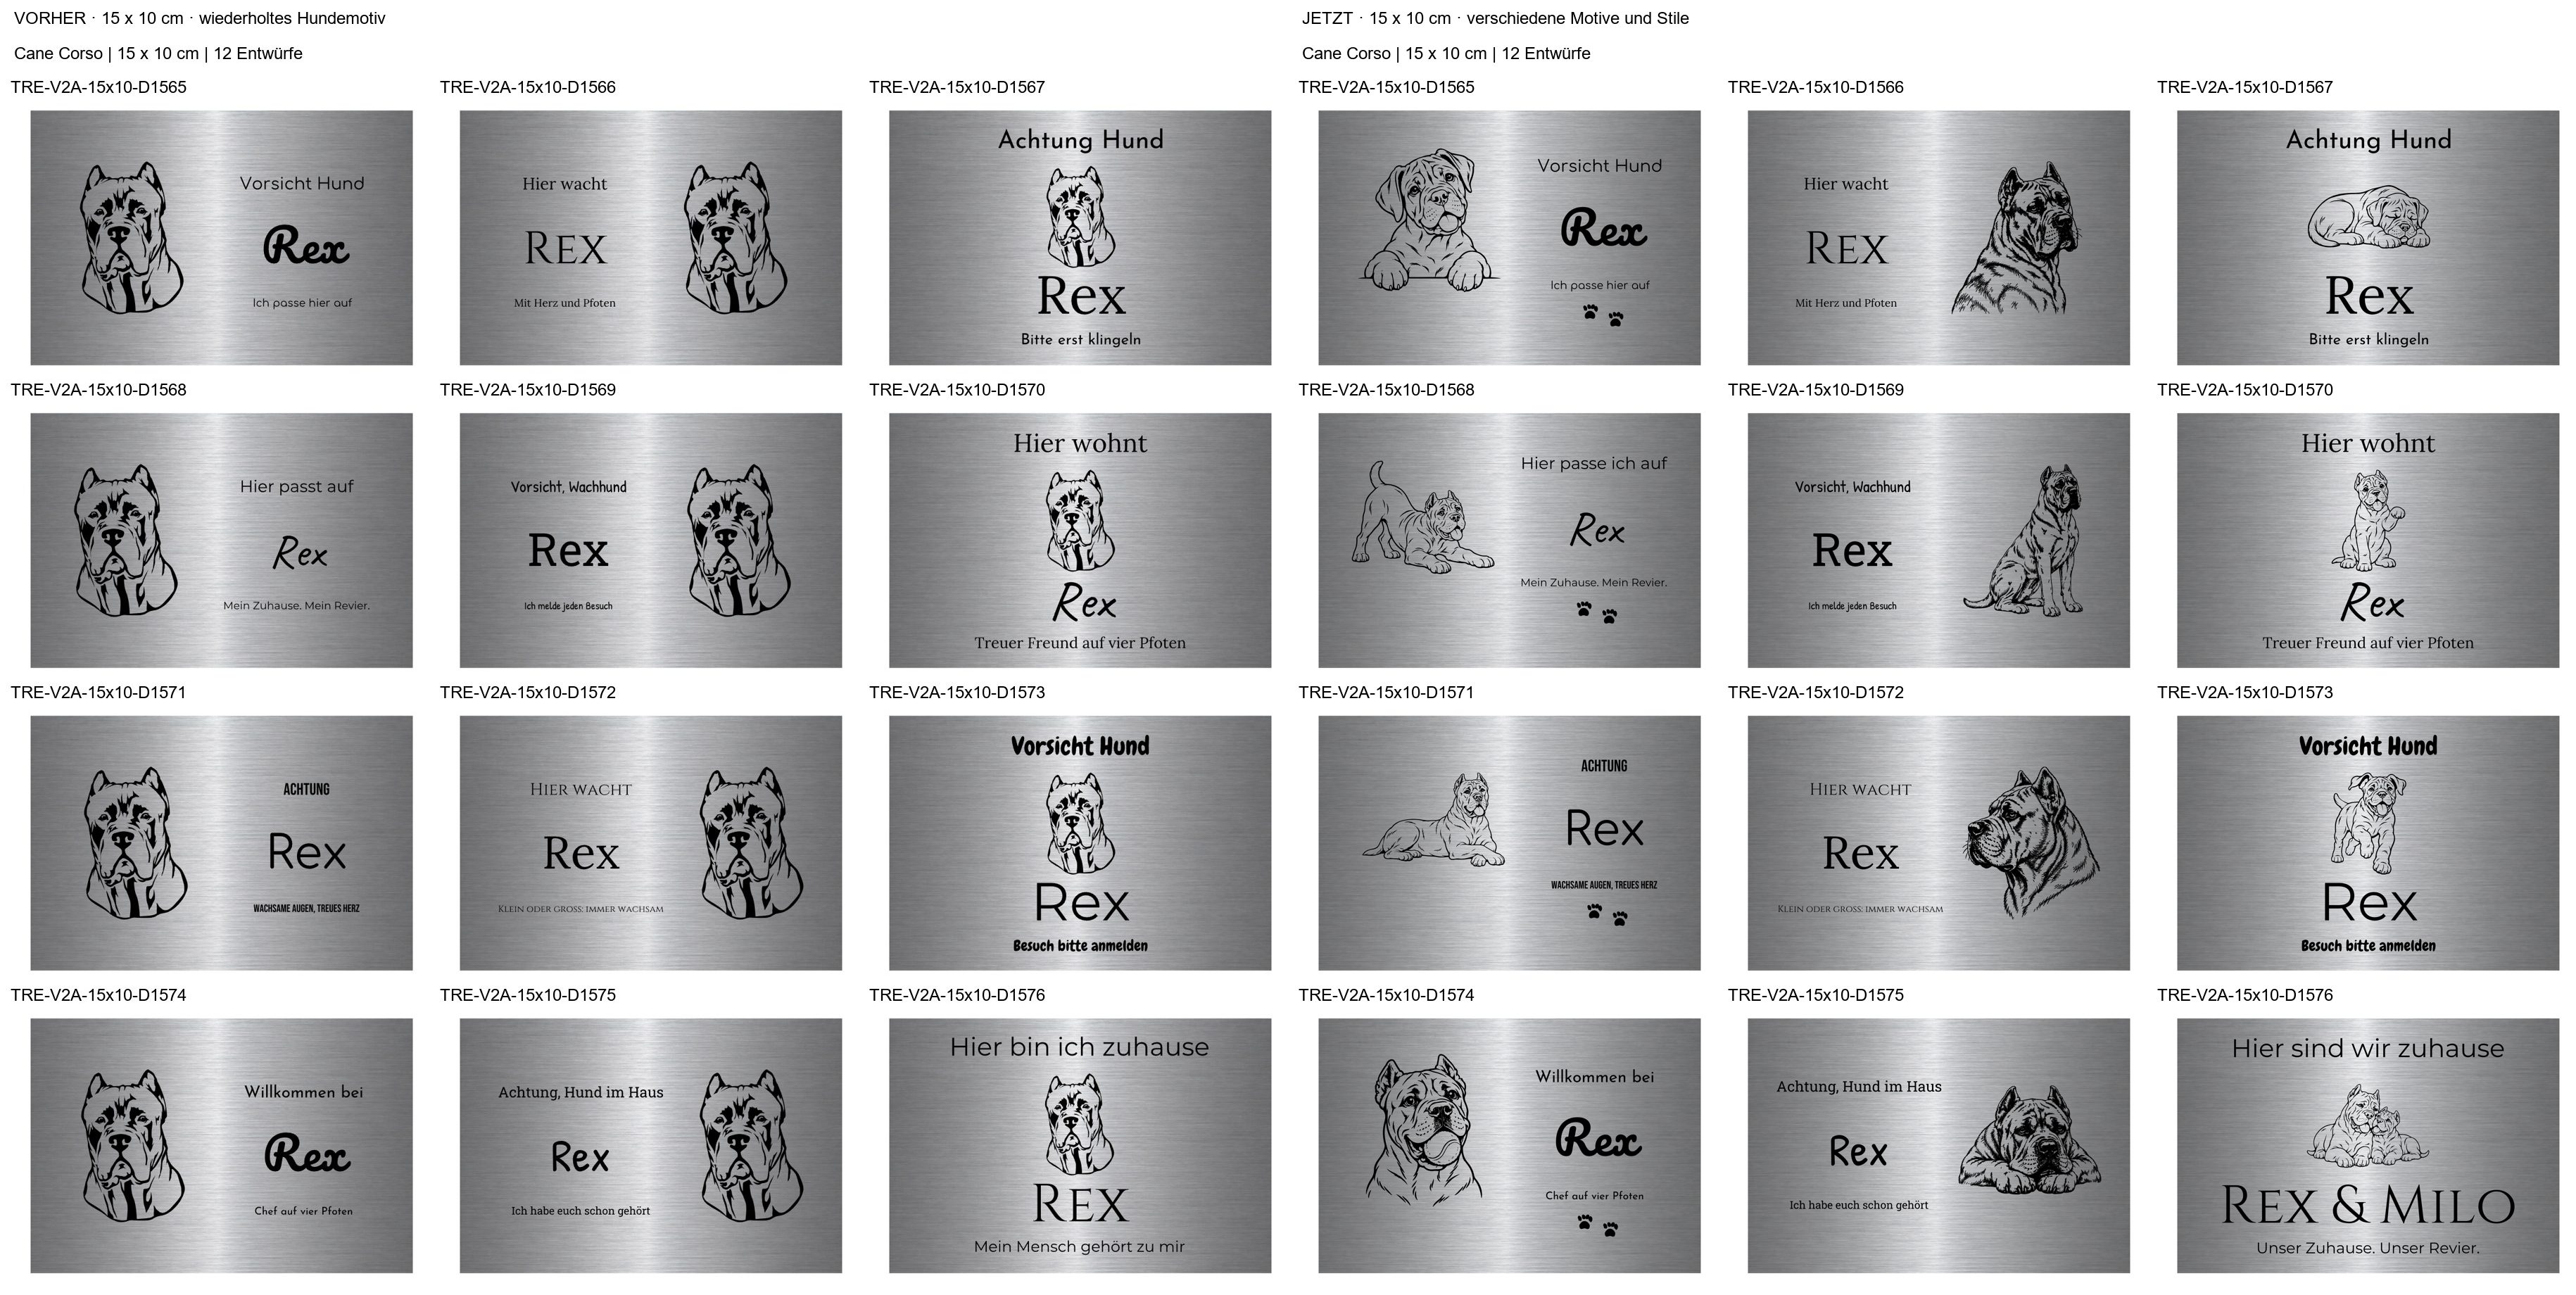 VORHER · 15 x 10 cm · wiederholtes Hundemotiv
Cane Corso | 15 x 10 cm | 12 Entwürfe
TRE-V2A-15x10-D1565
Vorsicht Hund
Rex
Ich passe hier auf
TRE-V2A-15x10-D1566
Hier wacht
REX
Mit Herz und Pfoten
TRE-V2A-15x10-D1567
Achtung Hund
Rex
Bitte erst klingeln
TRE-V2A-15x10-D1568
Hier passt auf
Rex
Mein Zuhause. Mein Revier.
TRE-V2A-15x10-D1569
Vorsicht, Wachhund
Rex
Ich melde jeden Besuch
TRE-V2A-15x10-D1570
Hier wohnt
Rex
Treuer Freund auf vier Pfoten
TRE-V2A-15x10-D1571
ACHTUNG
Rex
WACHSAME AUGEN, TREUES HERZ
TRE-V2A-15x10-D1572
HIER WACHT
Rex
KLEIN ODER GROSS: IMMER WACHSAM
TRE-V2A-15x10-D1573
Vorsicht Hund
Rex
Besuch bitte anmelden
TRE-V2A-15x10-D1574
Willkommen bei
Rex
Chef auf vier Pfoten
TRE-V2A-15x10-D1575
Achtung, Hund im Haus
Rex
Ich habe euch schon gehört
TRE-V2A-15x10-D1576
Hier bin ich zuhause
REX
Mein Mensch gehört zu mir
JETZT · 15 x 10 cm · verschiedene Motive und Stile
Cane Corso | 15 x 10 cm | 12 Entwürfe
TRE-V2A-15x10-D1565
Vorsicht Hund
Rex
Ich passe hier auf
TRE-V2A-15x10-D1566
Hier wacht
REX
Mit Herz und Pfoten
TRE-V2A-15x10-D1567
Achtung Hund
Rex
Bitte erst klingeln
TRE-V2A-15x10-D1568
Hier passe ich auf
Rex
Mein Zuhause. Mein Revier.
TRE-V2A-15x10-D1569
Vorsicht, Wachhund
Rex
Ich melde jeden Besuch
TRE-V2A-15x10-D1570
Hier wohnt
Rex
Treuer Freund auf vier Pfoten
TRE-V2A-15x10-D1571
ACHTUNG
Rex
WACHSAME AUGEN, TREUES HERZ
TRE-V2A-15x10-D1572
HIER WACHT
Rex
KLEIN ODER GROSS: IMMER WACHSAM
TRE-V2A-15x10-D1573
Vorsicht Hund
Rex
Besuch bitte anmelden
TRE-V2A-15x10-D1574
Willkommen bei
Rex
Chef auf vier Pfoten
TRE-V2A-15x10-D1575
Achtung, Hund im Haus
Rex
Ich habe euch schon gehört
TRE-V2A-15x10-D1576
Hier sind wir zuhause
REX & MILO
Unser Zuhause. Unser Revier.